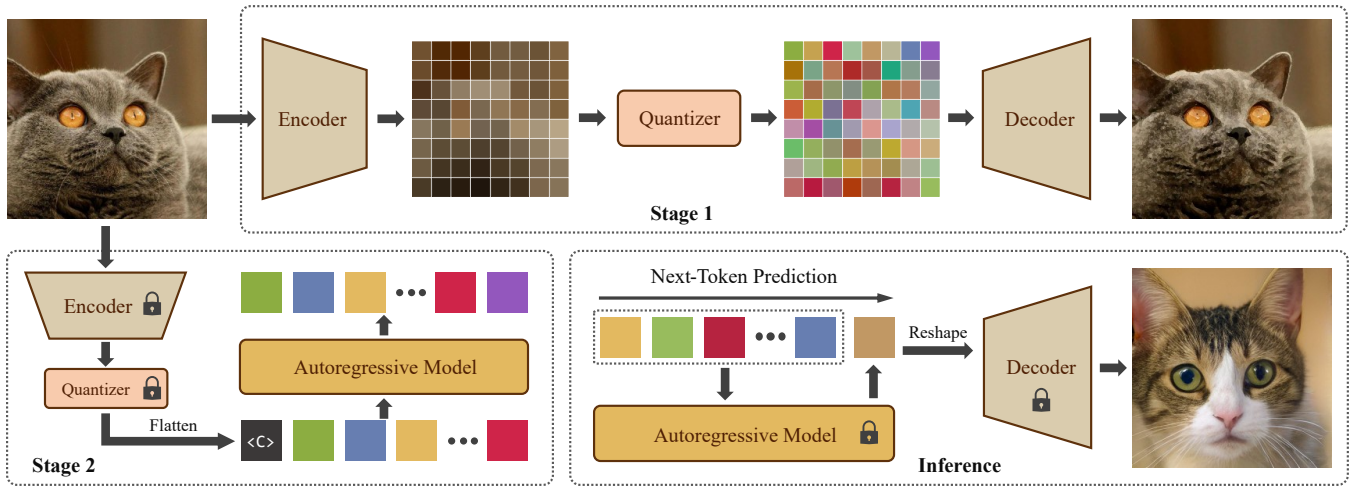 Encoder
Quantizer
Decoder
Stage 1
Encoder
Quantizer
Flatten
Autoregressive Model
<C>
Stage 2
Next-Token Prediction
Reshape
Autoregressive Model
Decoder
Inference